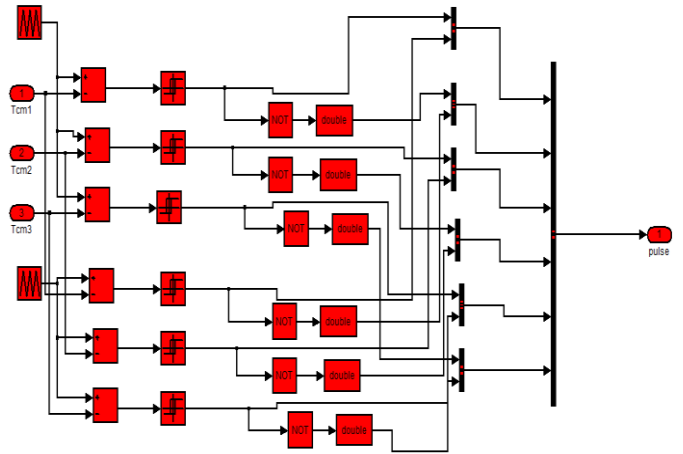 1
Tcm1
NOT
double
2
Tcm2
NOT
double
3
Tcm3
NOT
double
1
pulse
NOT
double
NOT
double
NOT
double